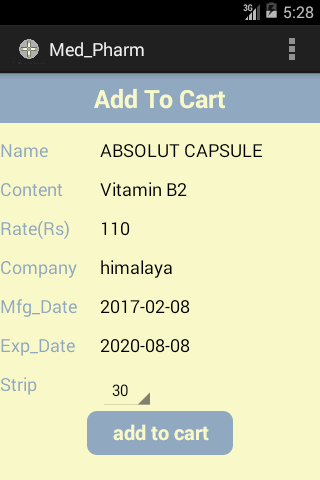 3G 5:28
Med_Pharm
Add To Cart
Name ABSOLUT CAPSULE
Content Vitamin B2
Rate(Rs) 110
Company himalaya
Mfg_Date 2017-02-08
Exp_Date 2020-08-08
Strip 30
add to cart